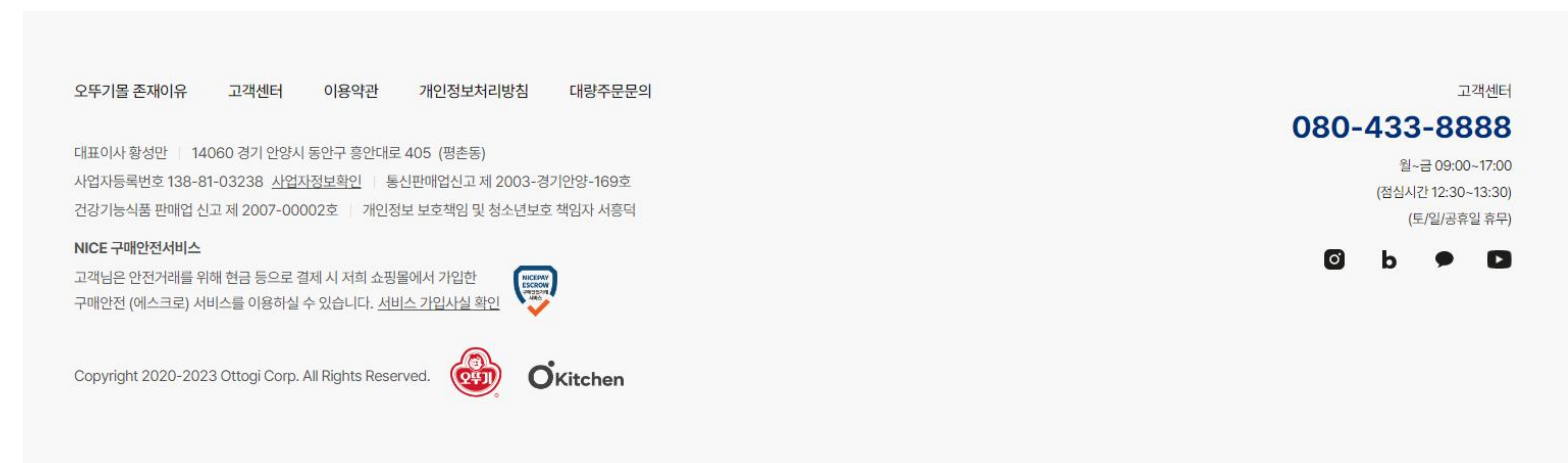 오뚜기몰 존재이유 고객센터 이용약관 개인정보처리방침 대량주문문의
대표이사 황성만 | 14060 경기 안양시 동안구 흥안대로 405 (평촌동)
사업자등록번호 138-81-03238 사업자정보확인 | 통신판매업신고 제 2003-경기안양-169호
건강기능식품 판매업 신고 제 2007-00002호 | 개인정보 보호책임 및 청소년보호 책임자 서흥덕
NICE 구매안전서비스
고객님은 안전거래를 위해 현금 등으로 결제 시 저희 쇼핑몰에서 가입한
구매안전 (에스크로) 서비스를 이용하실 수 있습니다. 서비스 가입사실 확인
NICEPAY
ESCROW
구매안전거래
서비스
Copyright 2020-2023 Ottogi Corp. All Rights Reserved.
오뚜기
O'Kitchen
고객센터
080-433-8888
월~금 09:00~17:00
(점심시간 12:30~13:30)
(토/일/공휴일 휴무)